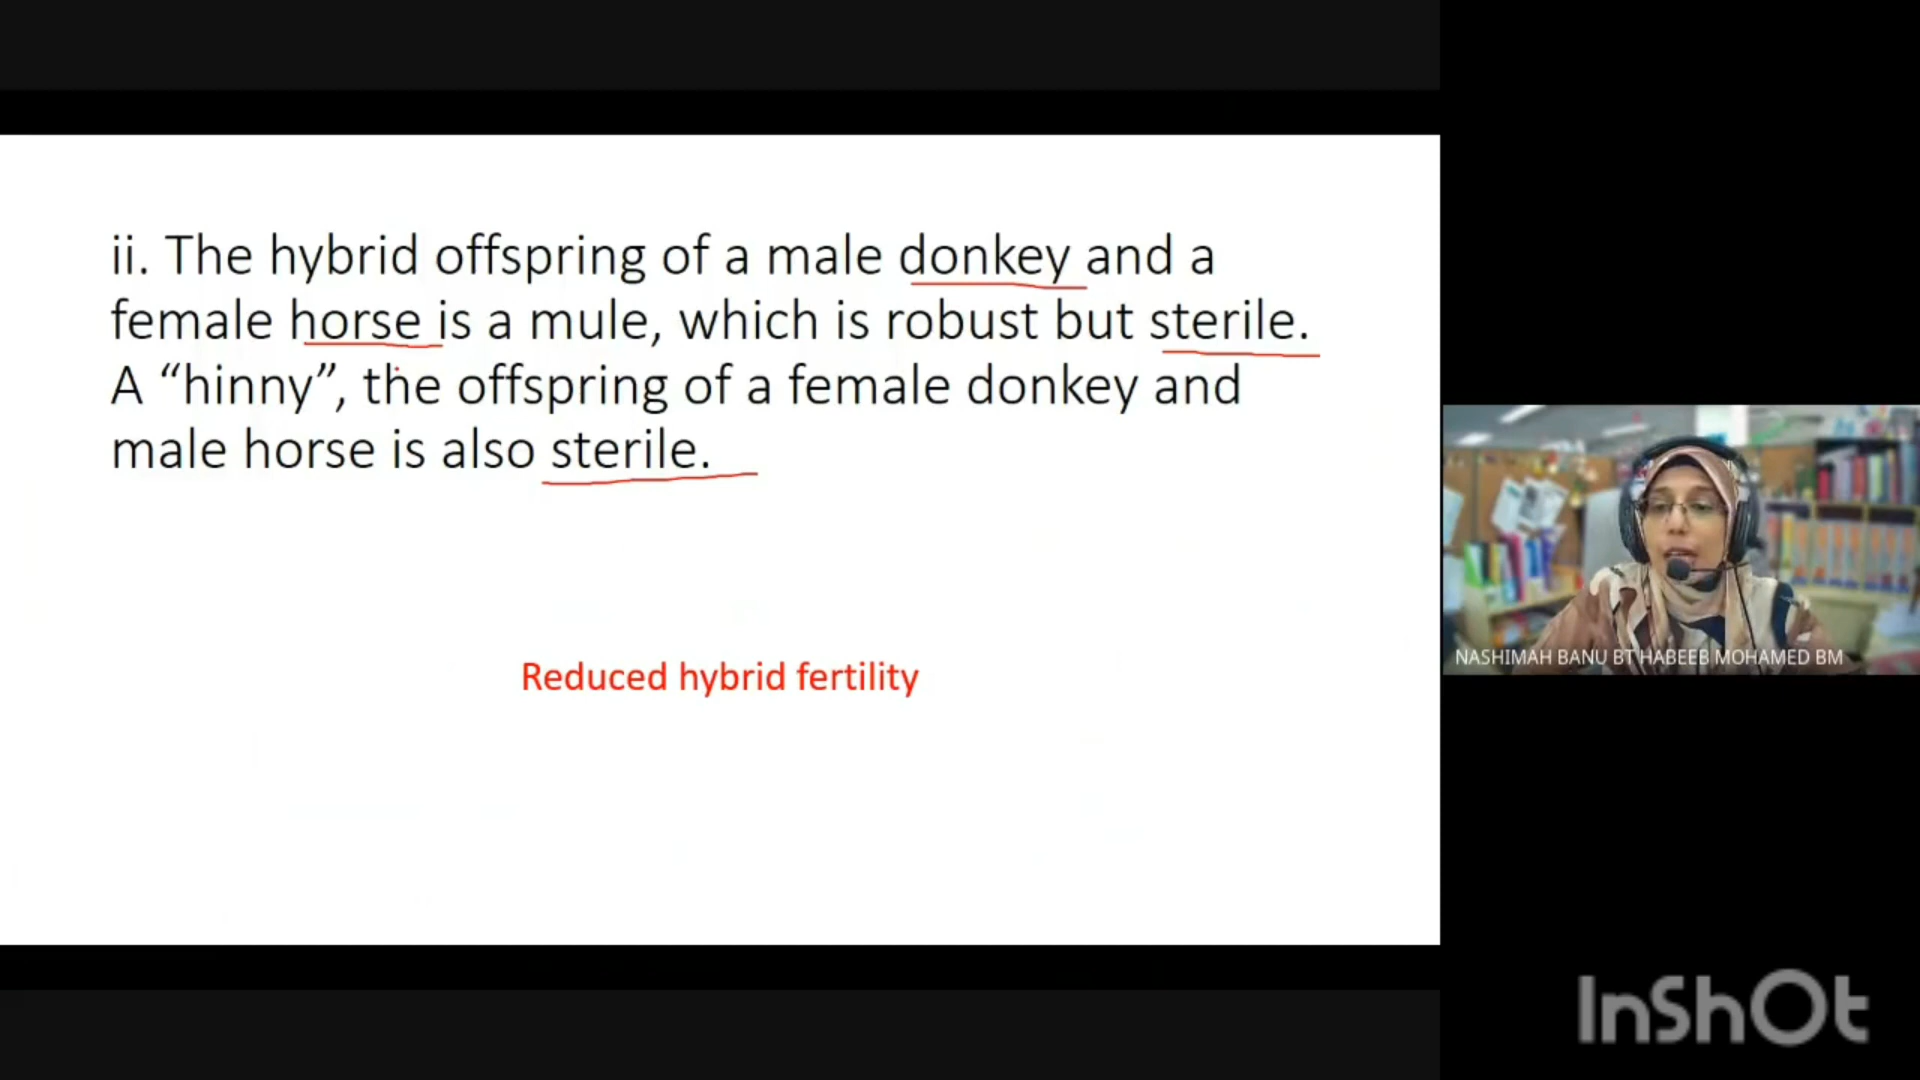 ii. The hybrid offspring of a male donkey and a
female horse is a mule, which is robust but sterile.
A “hinny”, the offspring of a female donkey and
male horse is also sterile.
Reduced hybrid fertility
NASHIMAH BANU BT HABEEB MOHAMED BM
InShOt